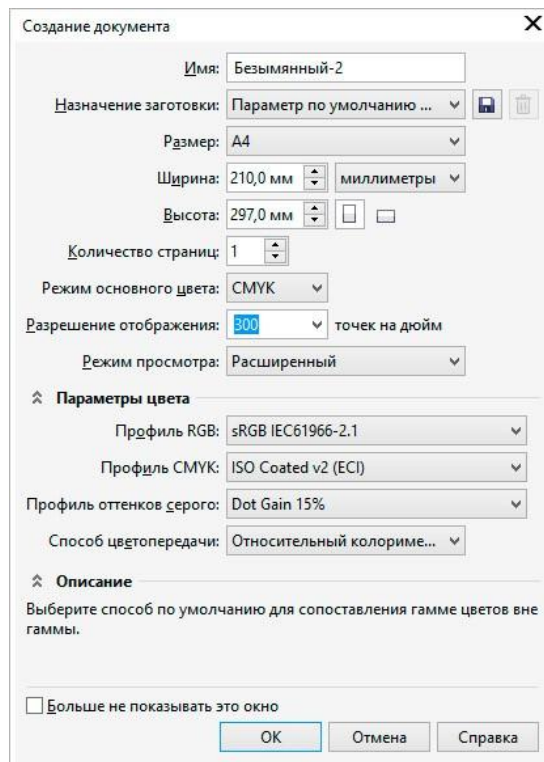 Создание документа
Имя: Безымянный-2
Назначение заготовки: Параметр по умолчанию ...
Размер: A4
Ширина: 210,0 мм миллиметры
Высота: 297,0 мм
Количество страниц: 1
Режим основного цвета: CMYK
Разрешение отображения: 300 точек на дюйм
Режим просмотра: Расширенный
Параметры цвета
Профиль RGB: sRGB IEC61966-2.1
Профиль CMYK: ISO Coated v2 (ECI)
Профиль оттенков серого: Dot Gain 15%
Способ цветопередачи: Относительный колориме...
Описание
Выберите способ по умолчанию для сопоставления гамме цветов вне
гаммы.
Больше не показывать это окно
ОК Отмена Справка